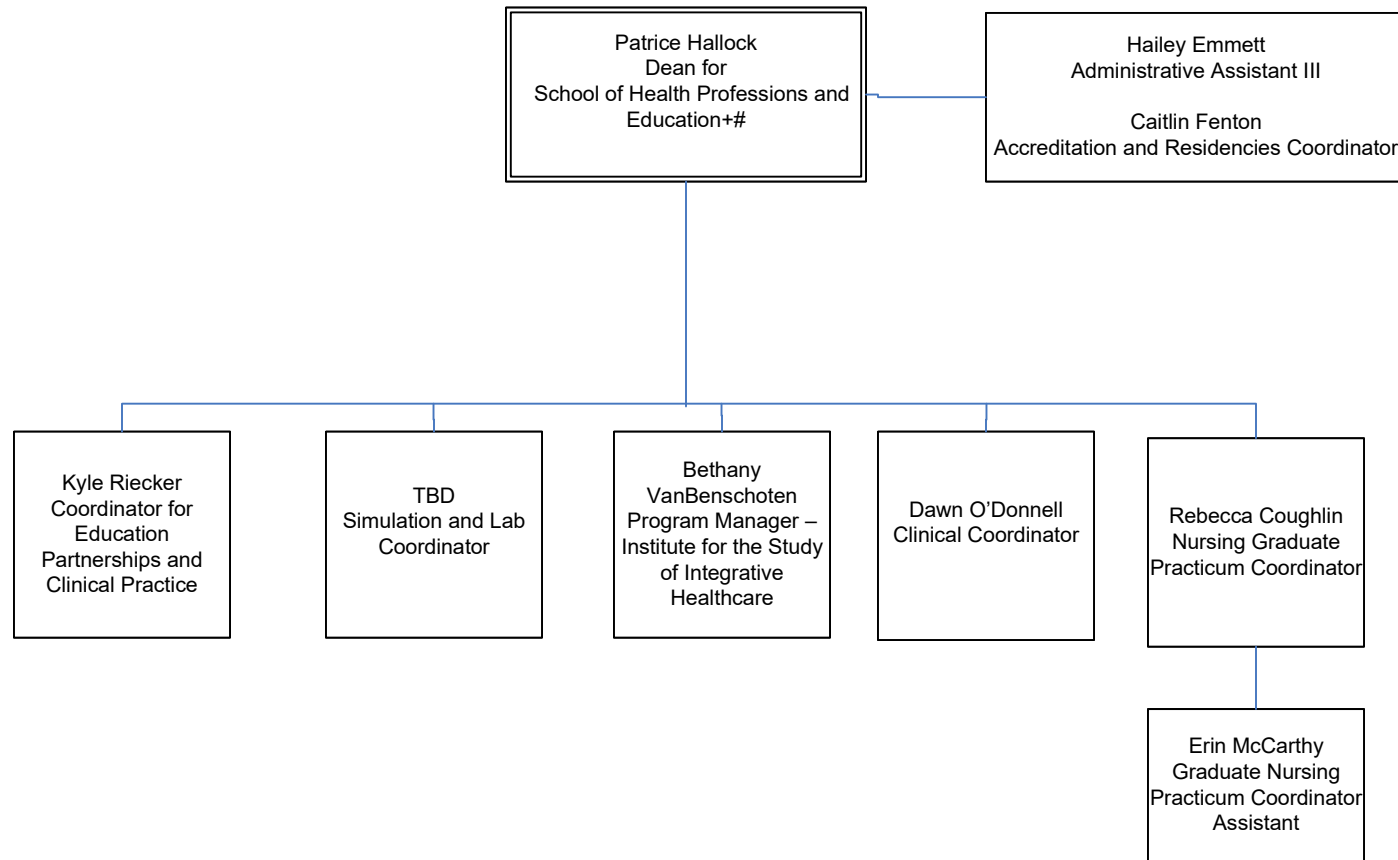 Patrice Hallock
Dean for
School of Health Professions and
Education+#
Hailey Emmett
Administrative Assistant III
Caitlin Fenton
Accreditation and Residencies Coordinator
Kyle Riecker
Coordinator for
Education
Partnerships and
Clinical Practice
TBD
Simulation and Lab
Coordinator
Bethany
VanBenschoten
Program Manager –
Institute for the Study
of Integrative
Healthcare
Dawn O’Donnell
Clinical Coordinator
Rebecca Coughlin
Nursing Graduate
Practicum Coordinator
Erin McCarthy
Graduate Nursing
Practicum Coordinator
Assistant